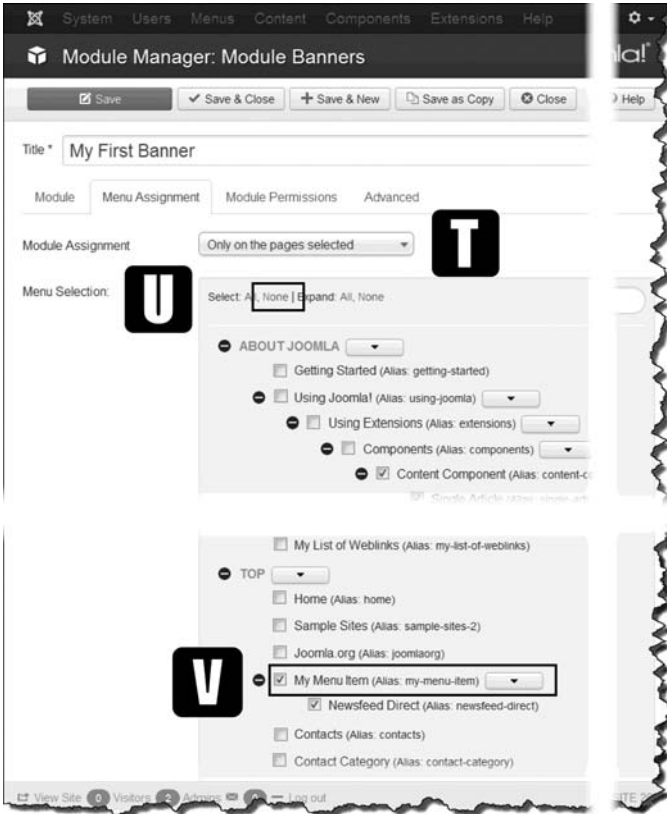 System Users Menus Content Components Extensions Help
Module Manager: Module Banners
la!
Save Save & Close Save & New Save as Copy Close Help
Title * My First Banner
Module Menu Assignment Module Permissions Advanced
Module Assignment Only on the pages selected T
Menu Selection: U Select: All, None | Expand: All, None
ABOUT JOOMLA
Getting Started (Alias: getting-started)
Using Joomla! (Alias: using-joomla)
Using Extensions (Alias: extensions)
Components (Alias: components)
Content Component (Alias: content-c
Single Article
My List of Weblinks (Alias: my-list-of-weblinks)
TOP
Home (Alias: home)
Sample Sites (Alias: sample-sites-2)
Joomla.org (Alias: joomlaorg)
V My Menu Item (Alias: my-menu-item)
Newsfeed Direct (Alias: newsfeed-direct)
Contacts (Alias: contacts)
Contact Category (Alias: contact-category)
View Site 0 Visitors 2 Admins 0 Log out